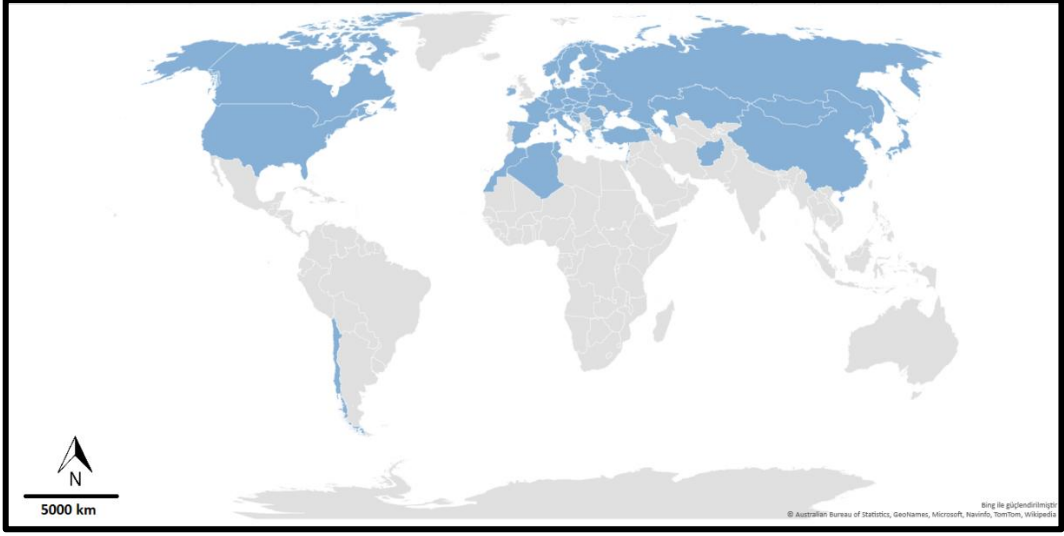 N
5000 km
Bing ile güçlendirilmiştir
© Australian Bureau of Statistics, GeoNames, Microsoft, Navinfo, TomTom, Wikipedia